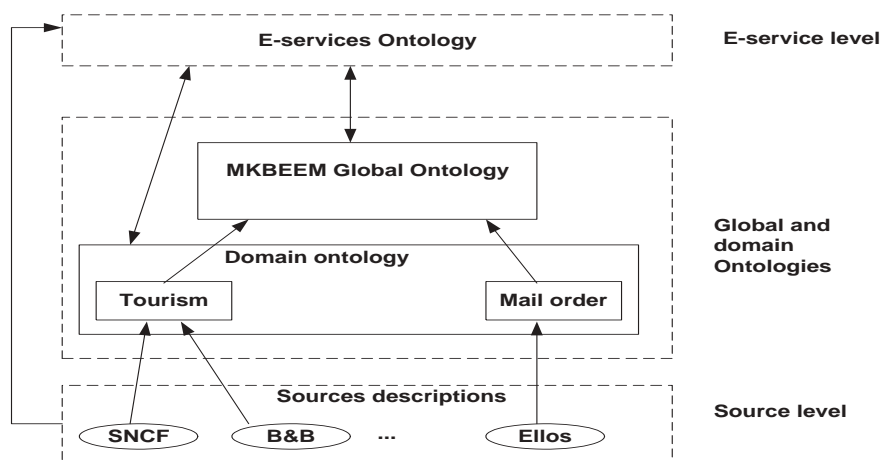 E-services Ontology
E-service level
MKBEEM Global Ontology
Global and
domain
Ontologies
Domain ontology
Tourism
Mail order
Sources descriptions
Source level
SNCF
B&B
...
Ellos